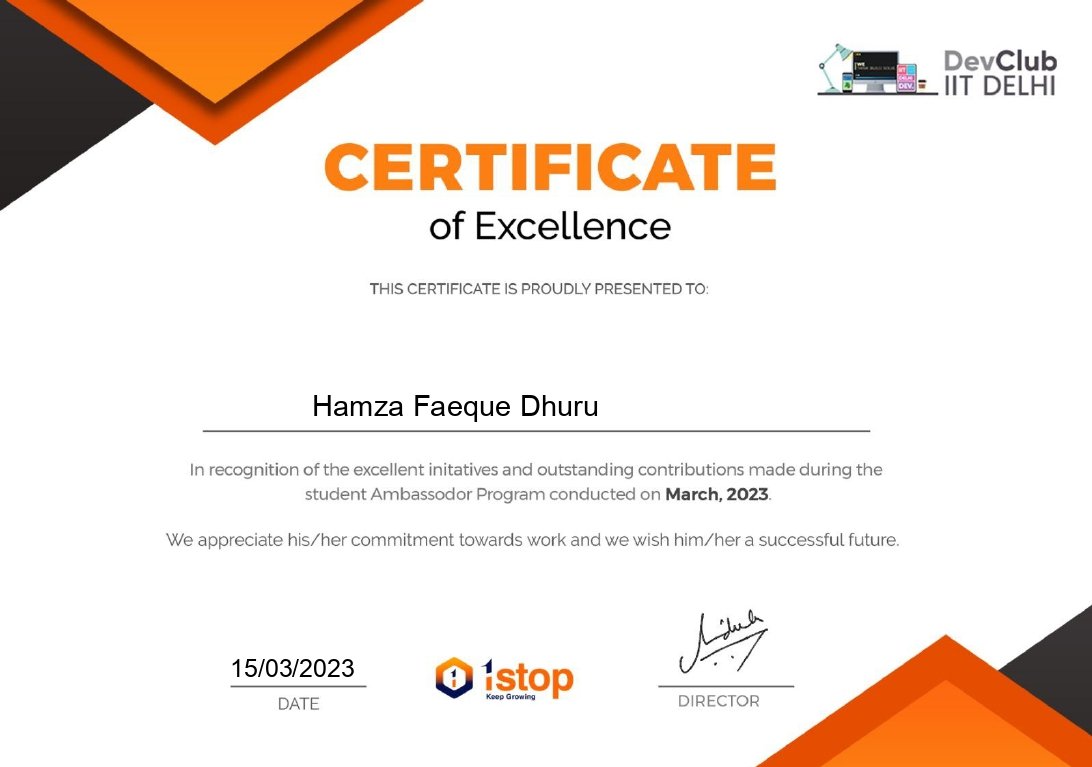 DevClub
IIT DELHI
CERTIFICATE
of Excellence
THIS CERTIFICATE IS PROUDLY PRESENTED TO:
Hamza Faeque Dhuru
In recognition of the excellent initatives and outstanding contributions made during the
student Ambassodor Program conducted on March, 2023.
We appreciate his/her commitment towards work and we wish him/her a successful future.
15/03/2023
DATE
1stop
Keep Growing
DIRECTOR